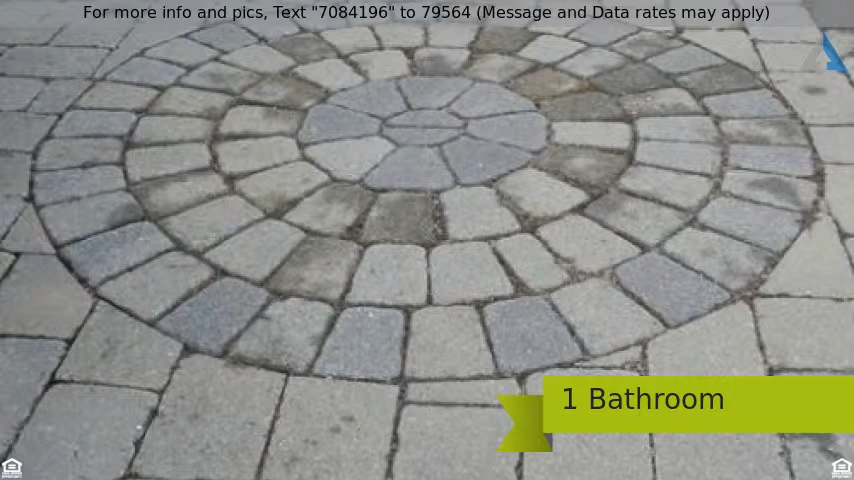 For more info and pics, Text "7084196" to 79564 (Message and Data rates may apply)
1 Bathroom